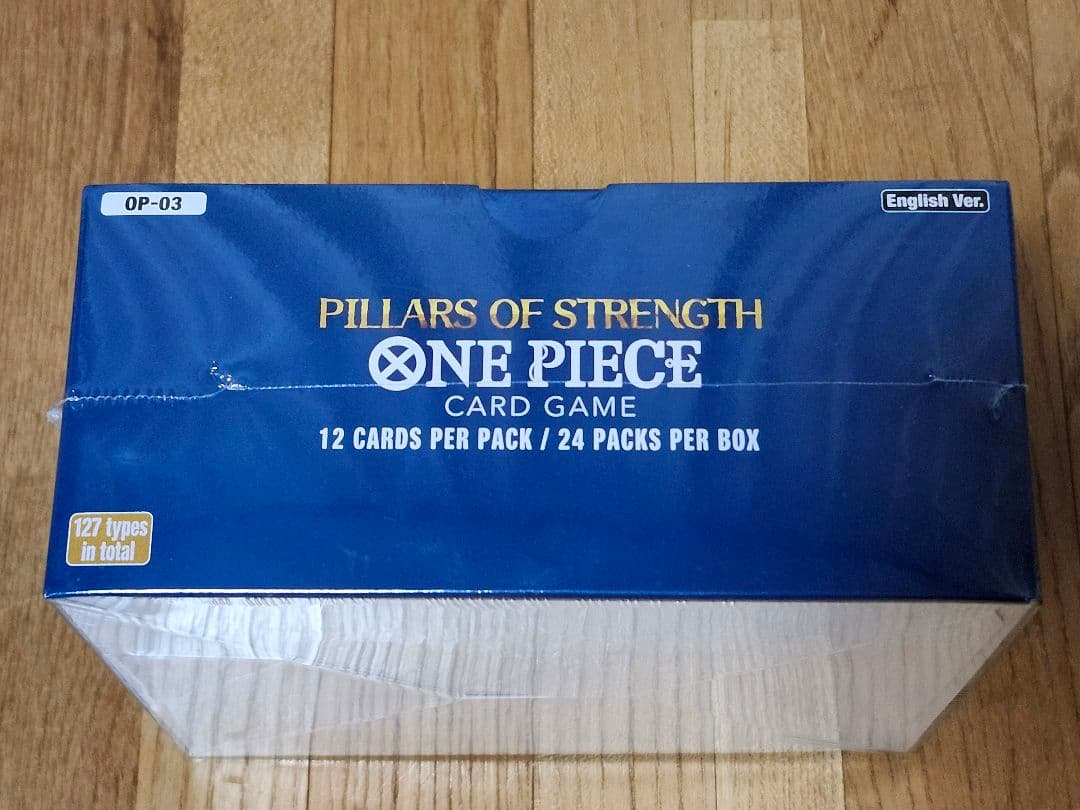 OP-03
English Ver.
PILLARS OF STRENGTH
ONE PIECE
CARD GAME
12 CARDS PER PACK / 24 PACKS PER BOX
127 types
in total